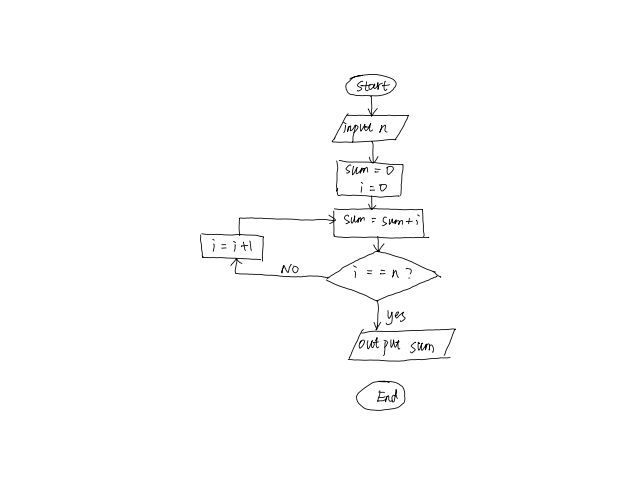 Start
input n
sum = 0
i = 0
sum = sum + i
i = i + 1
i == n ?
NO
yes
output sum
End